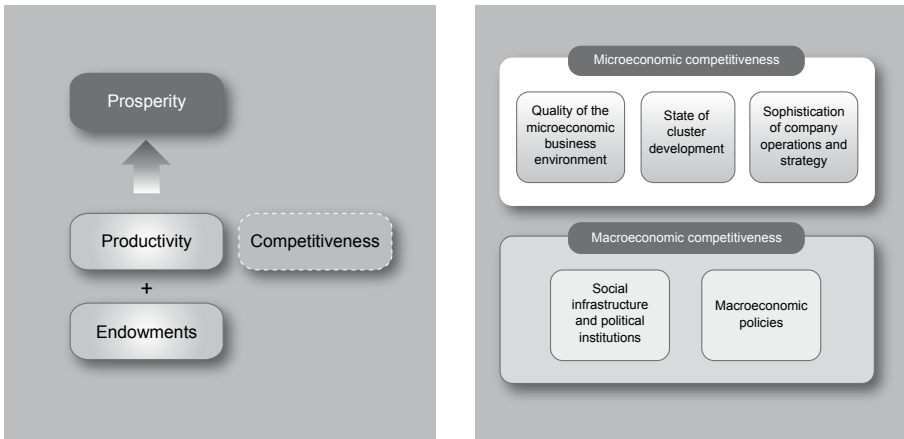 Prosperity
Productivity
Competitiveness
+
Endowments
Microeconomic competitiveness
Quality of the
microeconomic
business
environment
State of
cluster
development
Sophistication
of company
operations and
strategy
Macroeconomic competitiveness
Social
infrastructure
and political
institutions
Macroeconomic
policies